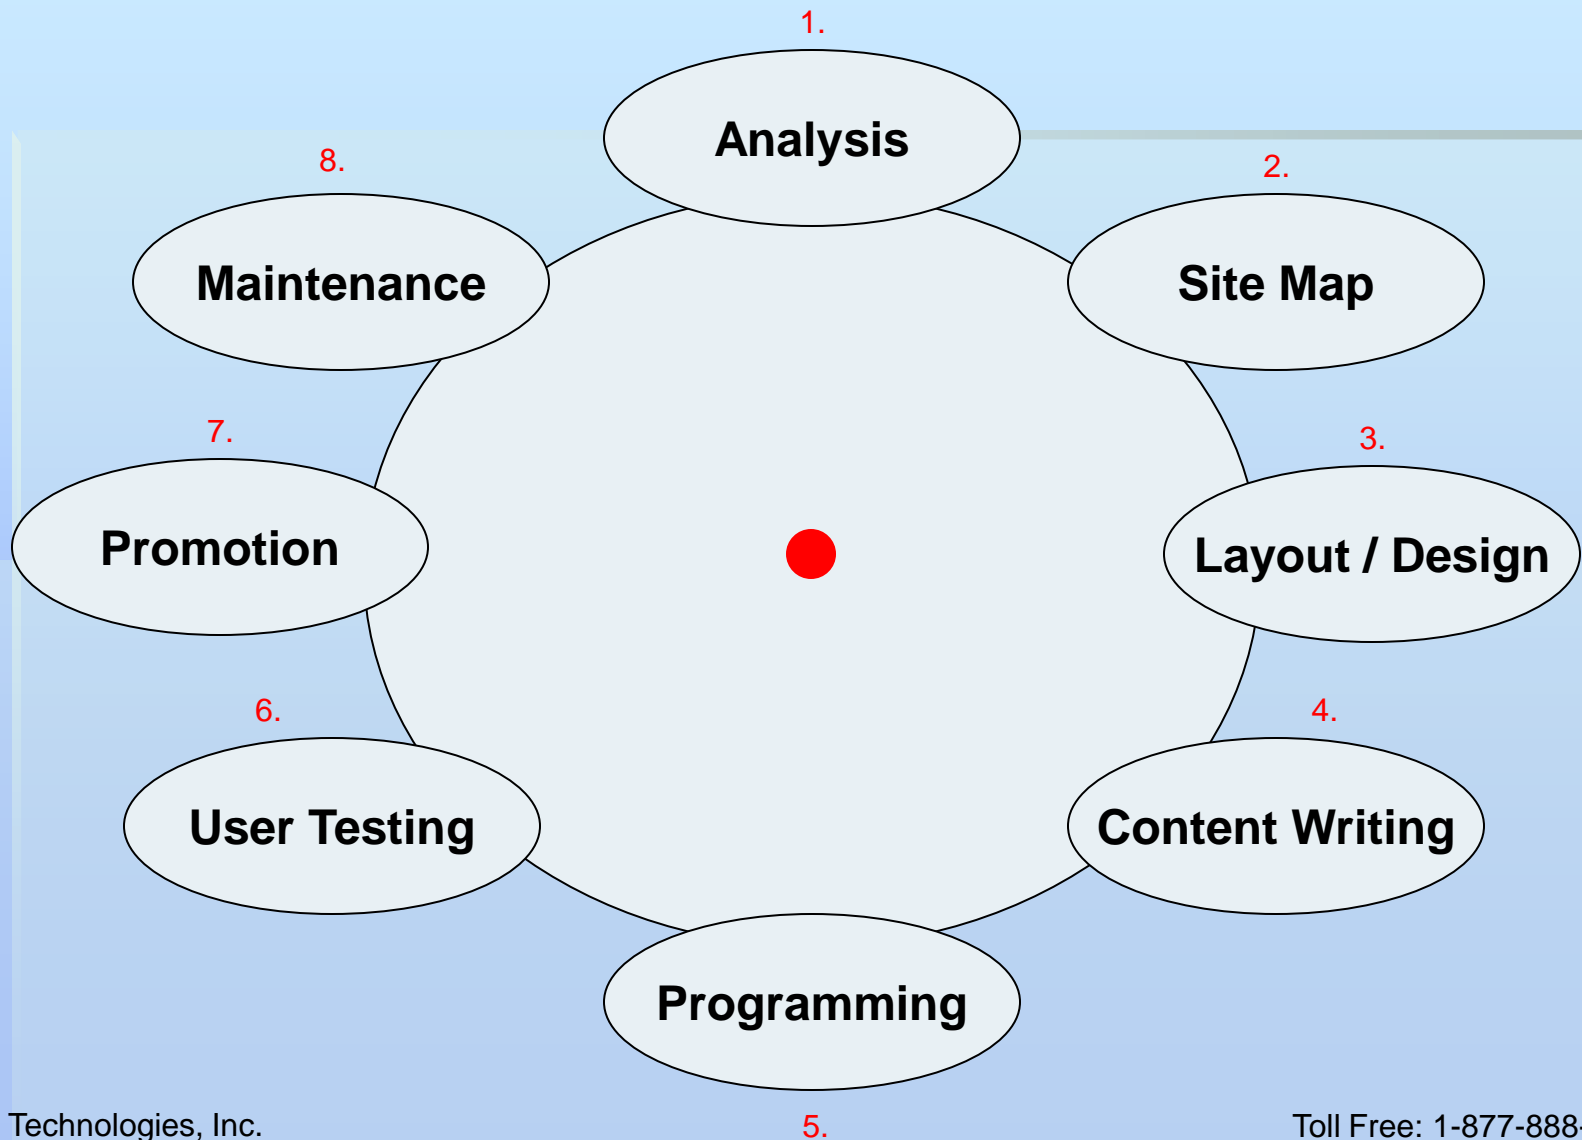 1.
Analysis
2.
Site Map
3.
Layout / Design
4.
Content Writing
5.
Programming
6.
User Testing
7.
Promotion
8.
Maintenance
Technologies, Inc.
Toll Free: 1-877-888-